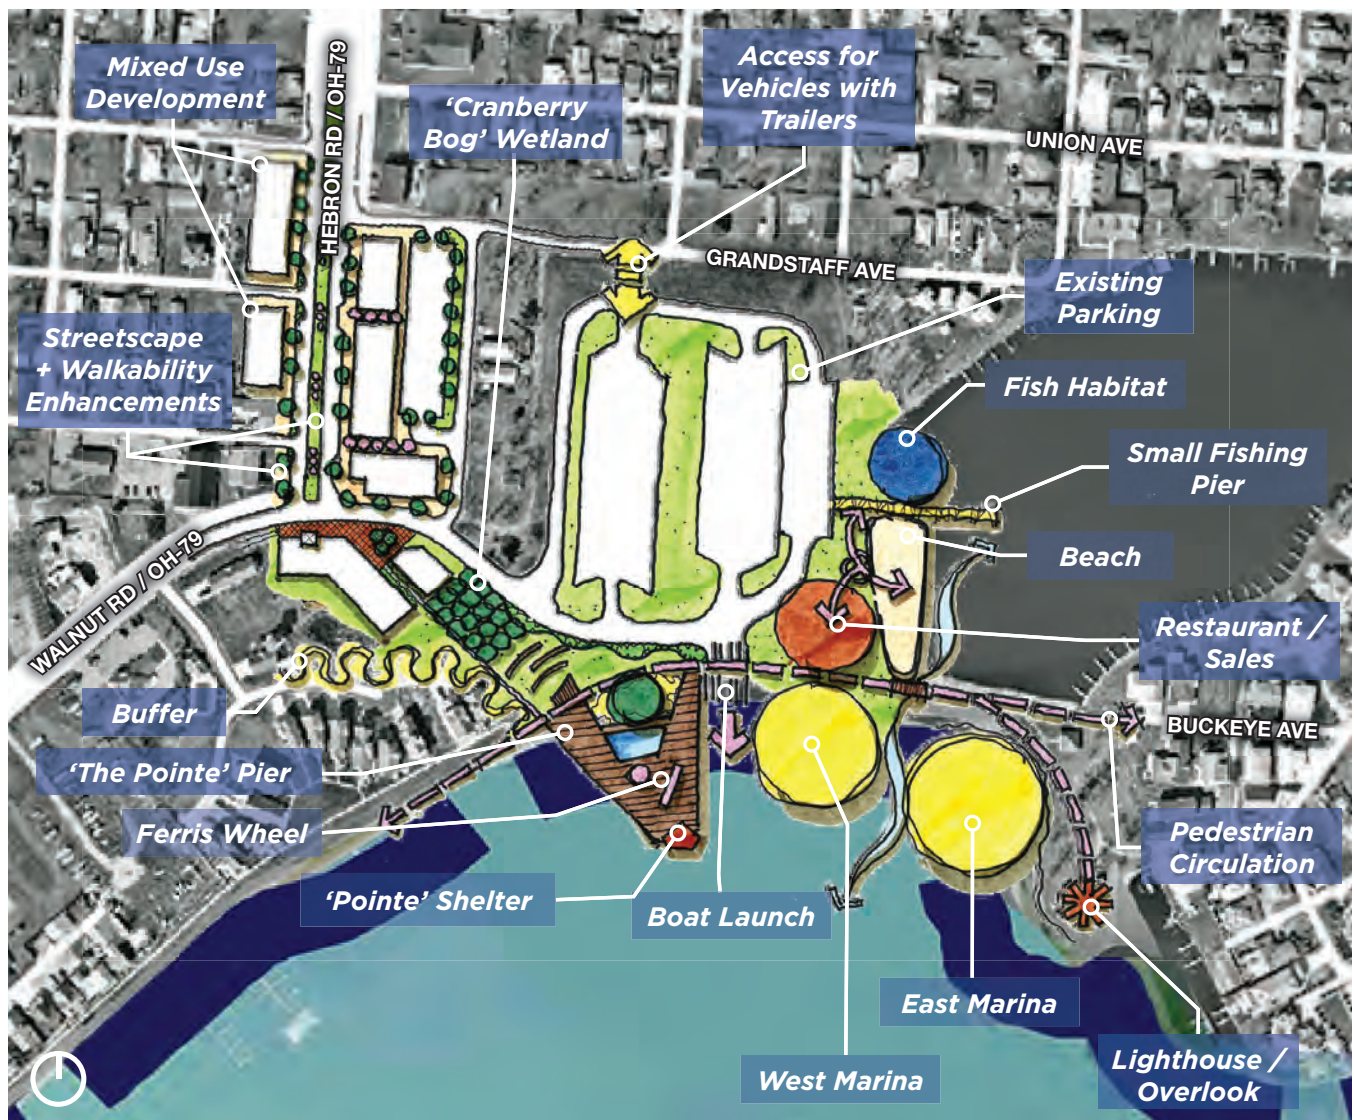 Mixed Use
Development
HEBRON RD / OH-79
‘Cranberry
Bog’ Wetland
Access for
Vehicles with
Trailers
UNION AVE
GRANDSTAFF AVE
Existing
Parking
Streetscape
+ Walkability
Enhancements
Fish Habitat
Small Fishing
Pier
Beach
WALNUT RD / OH-79
Restaurant /
Sales
Buffer
BUCKEYE AVE
‘The Pointe’ Pier
Ferris Wheel
Pedestrian
Circulation
‘Pointe’ Shelter
Boat Launch
East Marina
West Marina
Lighthouse /
Overlook